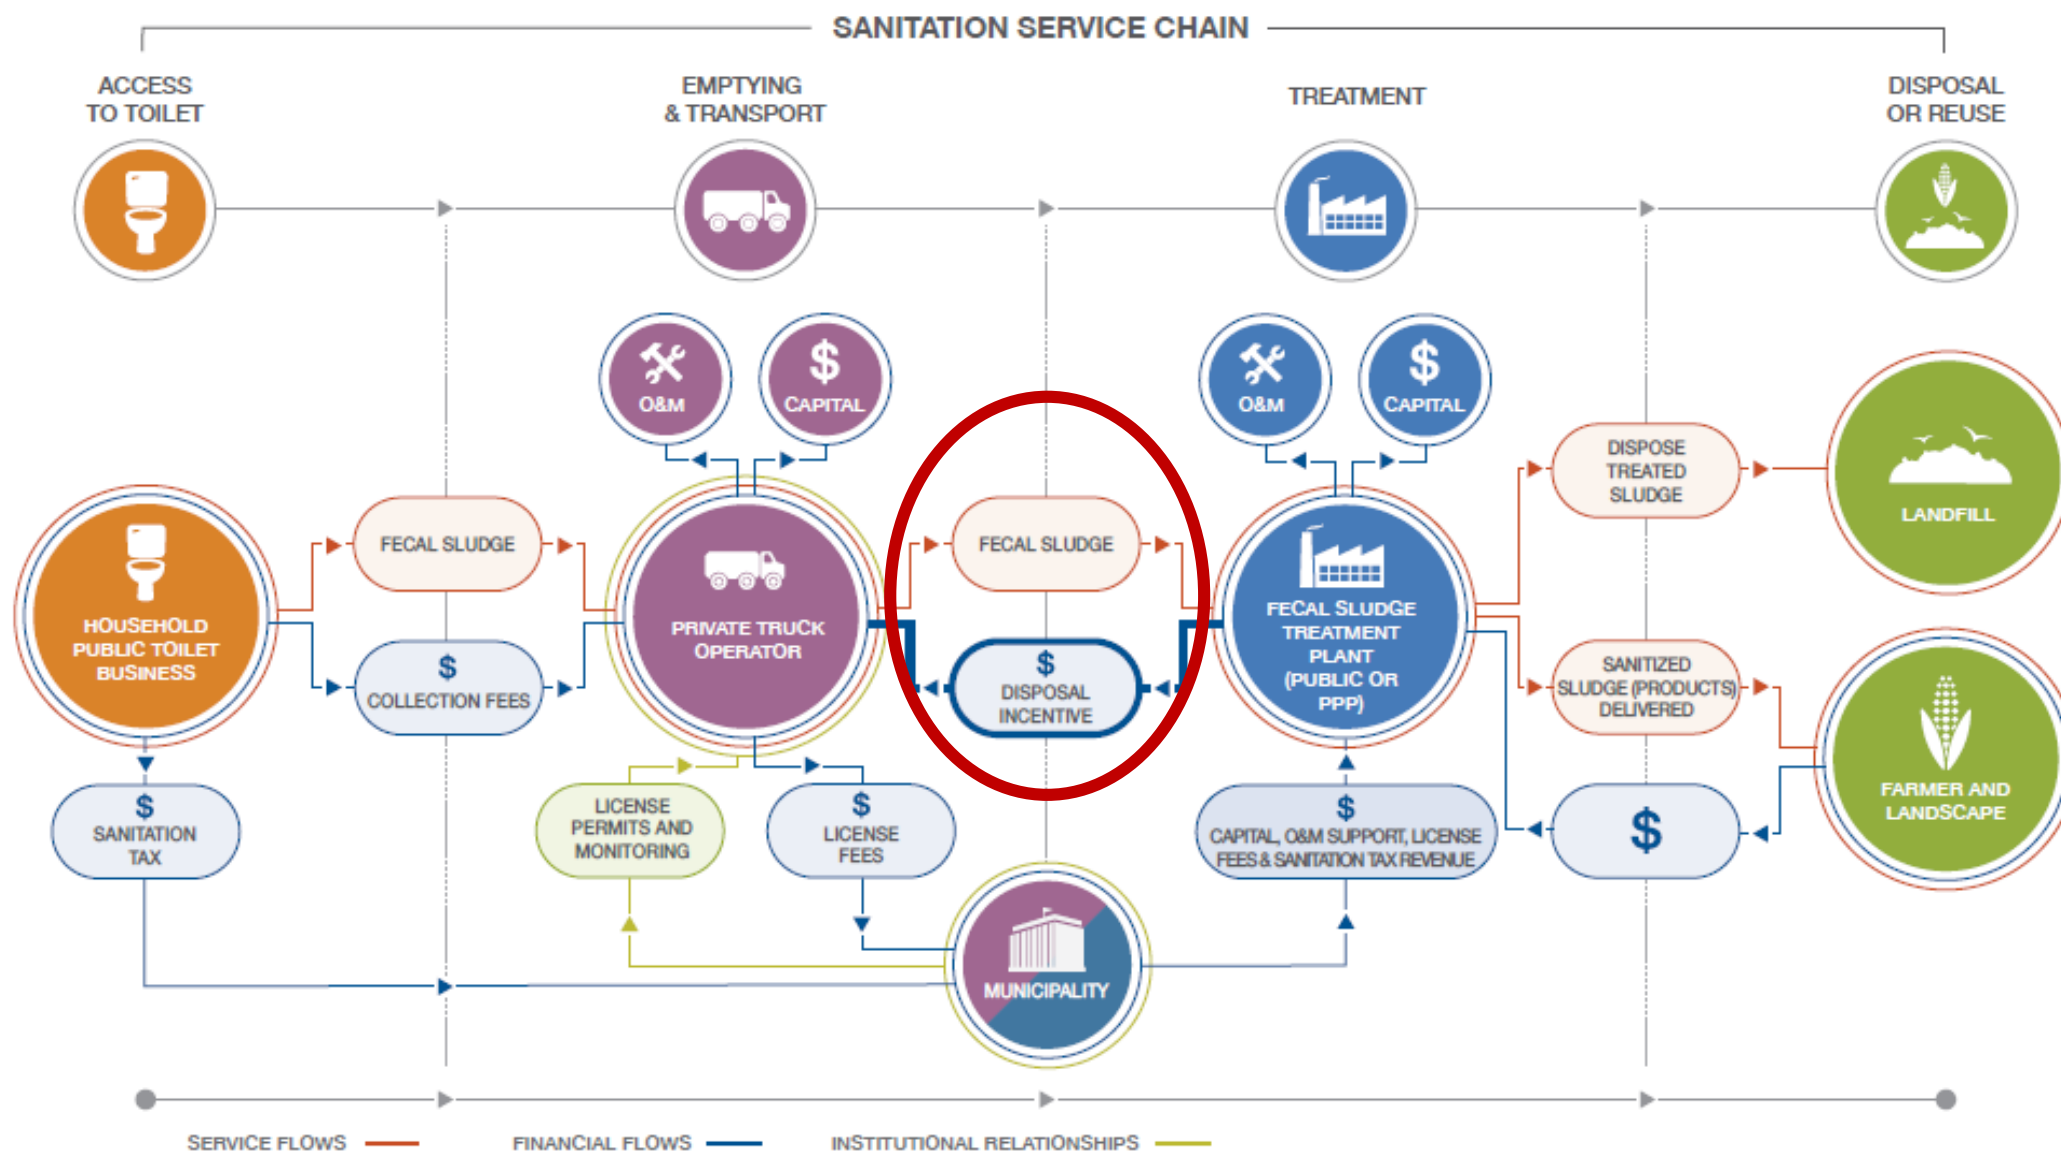 SANITATION SERVICE CHAIN
ACCESS
TO TOILET
EMPTYING
& TRANSPORT
TREATMENT
DISPOSAL
OR REUSE
O&M
$
CAPITAL
O&M
$
CAPITAL
HOUSEHOLD
PUBLIC TOILET
BUSINESS
FECAL SLUDGE
$
COLLECTION FEES
PRIVATE TRUCK
OPERATOR
FECAL SLUDGE
$
DISPOSAL
INCENTIVE
FECAL SLUDGE
TREATMENT
PLANT
(PUBLIC OR
PPP)
DISPOSE
TREATED
SLUDGE
LANDFILL
SANITIZED
SLUDGE (PRODUCTS)
DELIVERED
$
FARMER AND
LANDSCAPE
$
SANITATION
TAX
LICENSE
PERMITS AND
MONITORING
$
LICENSE
FEES
$
CAPITAL, O&M SUPPORT, LICENSE
FEES & SANITATION TAX REVENUE
MUNICIPALITY
SERVICE FLOWS
FINANCIAL FLOWS
INSTITUTIONAL RELATIONSHIPS